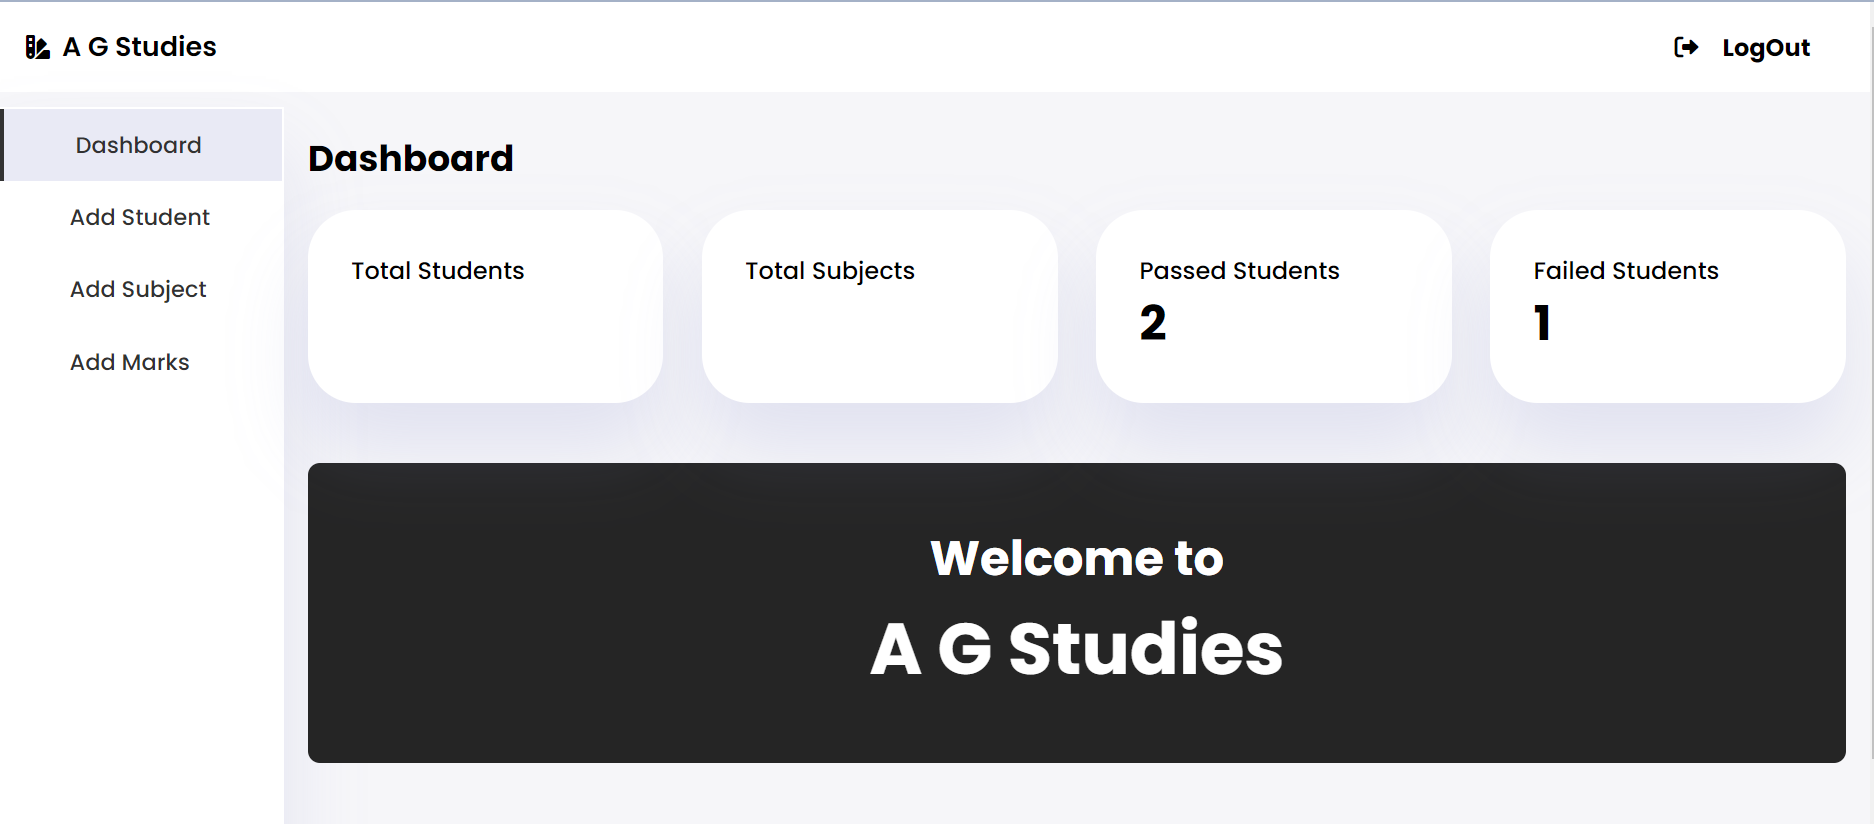 A G Studies
LogOut
Dashboard
Add Student
Add Subject
Add Marks
Dashboard
Total Students
Total Subjects
Passed Students
2
Failed Students
1
Welcome to
A G Studies